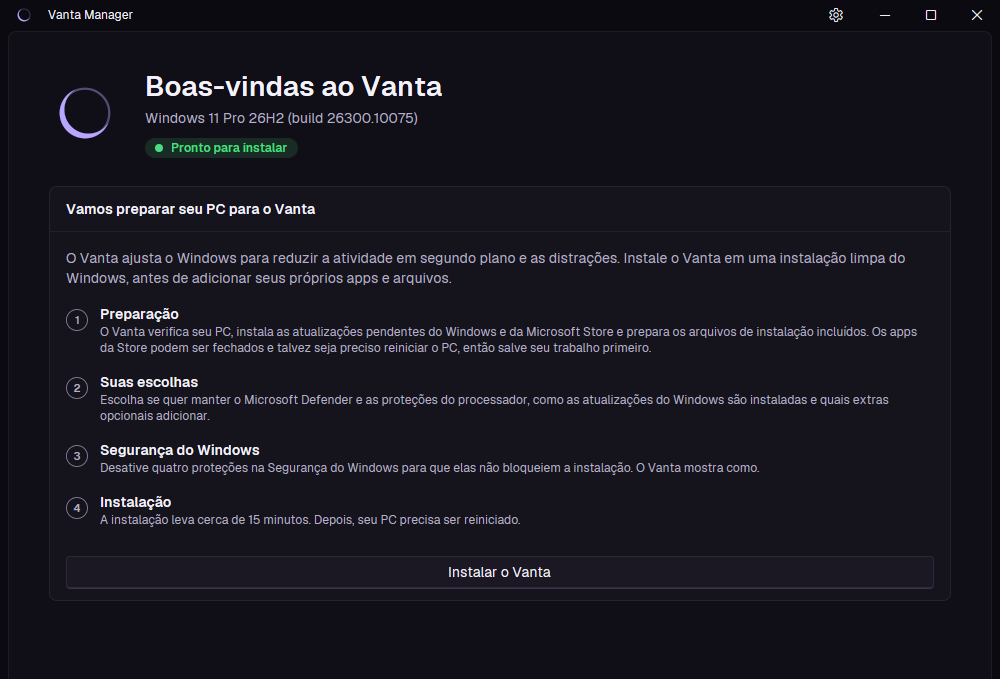 Vanta Manager
Boas-vindas ao Vanta
Windows 11 Pro 26H2 (build 26300.10075)
Pronto para instalar
Vamos preparar seu PC para o Vanta
O Vanta ajusta o Windows para reduzir a atividade em segundo plano e as distrações. Instale o Vanta em uma instalação limpa do
Windows, antes de adicionar seus próprios apps e arquivos.
1
Preparação
O Vanta verifica seu PC, instala as atualizações pendentes do Windows e da Microsoft Store e prepara os arquivos de instalação incluídos. Os apps
da Store podem ser fechados e talvez seja preciso reiniciar o PC, então salve seu trabalho primeiro.
2
Suas escolhas
Escolha se quer manter o Microsoft Defender e as proteções do processador, como as atualizações do Windows são instaladas e quais extras
opcionais adicionar.
3
Segurança do Windows
Desative quatro proteções na Segurança do Windows para que elas não bloqueiem a instalação. O Vanta mostra como.
4
Instalação
A instalação leva cerca de 15 minutos. Depois, seu PC precisa ser reiniciado.
Instalar o Vanta